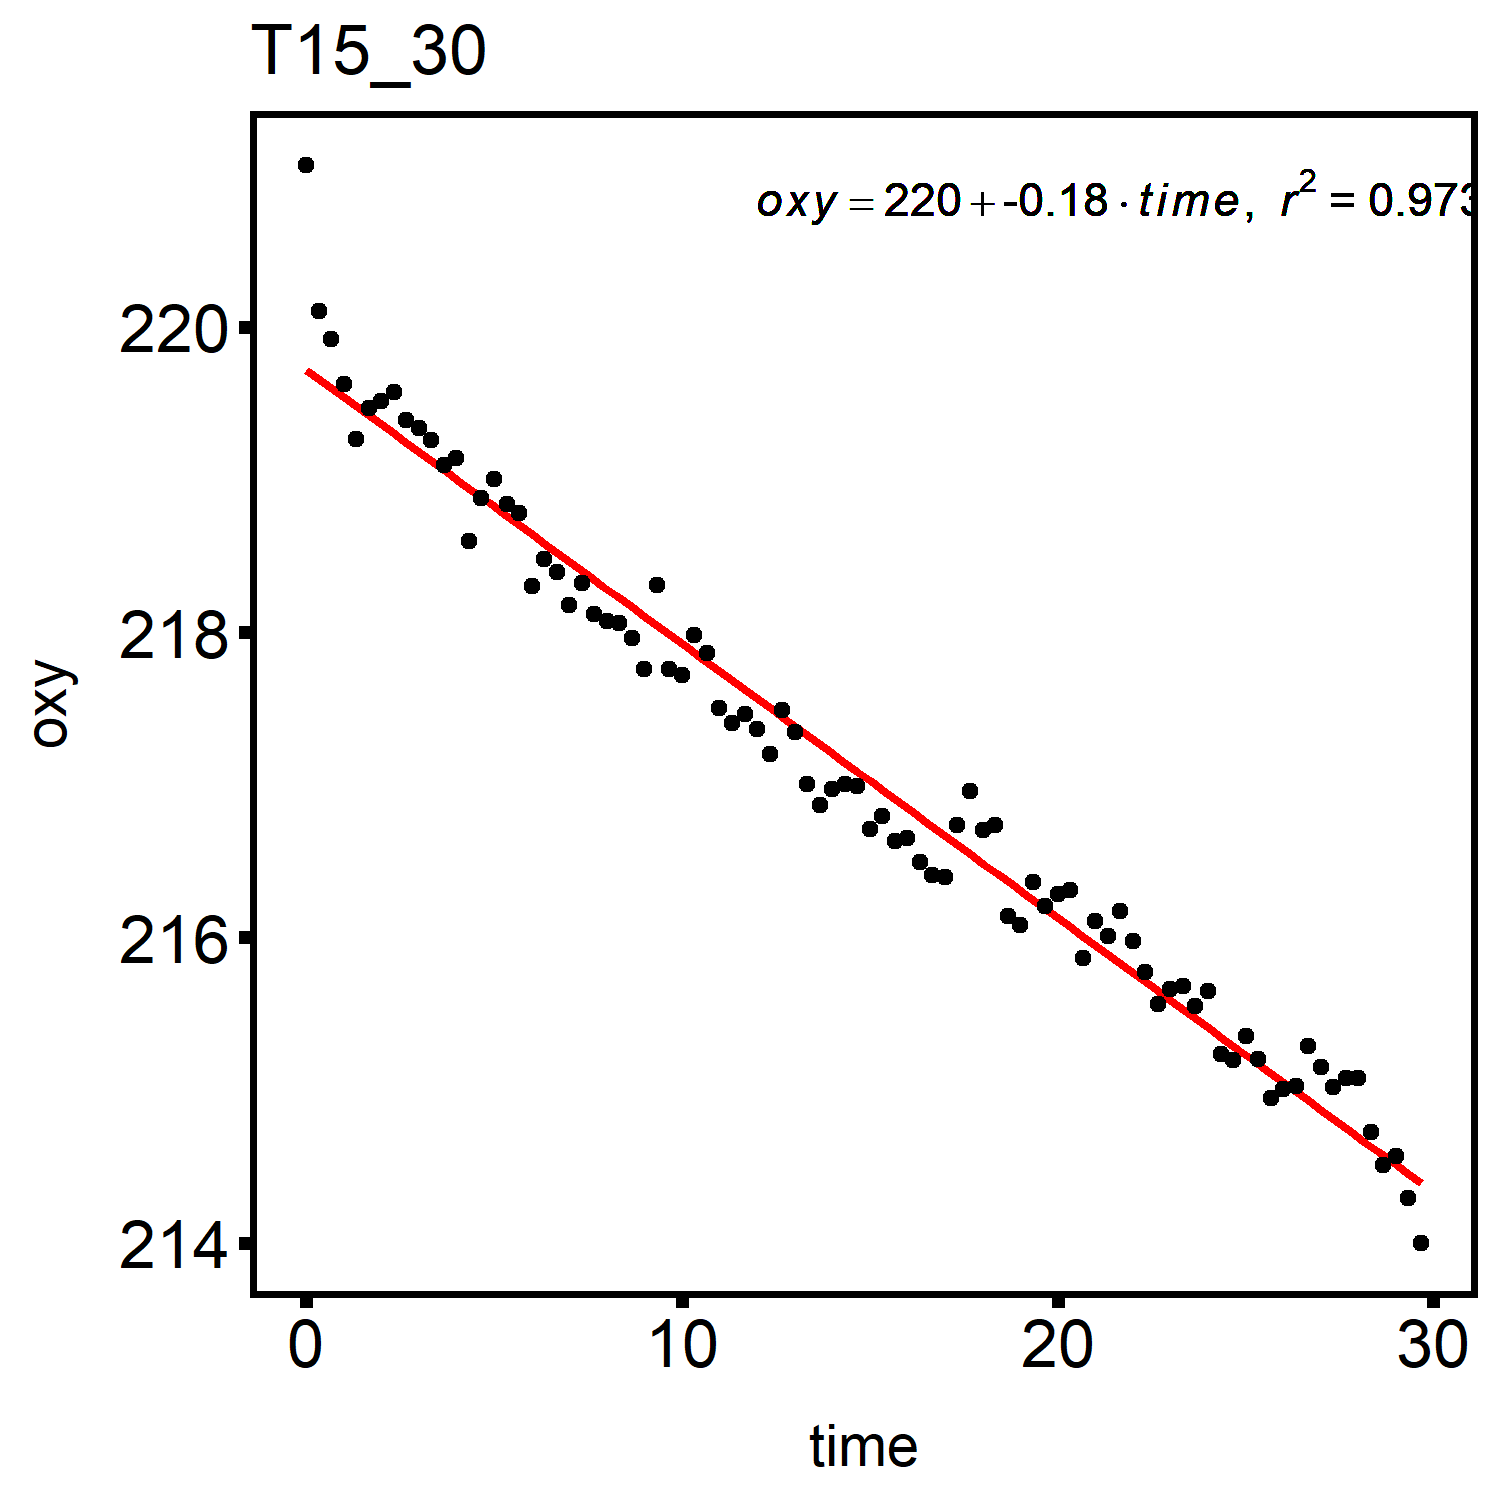 T15_30
oxy = 220 + -0.18 · time, r² = 0.973
220
218
216
214
oxy
0 10 20 30
time